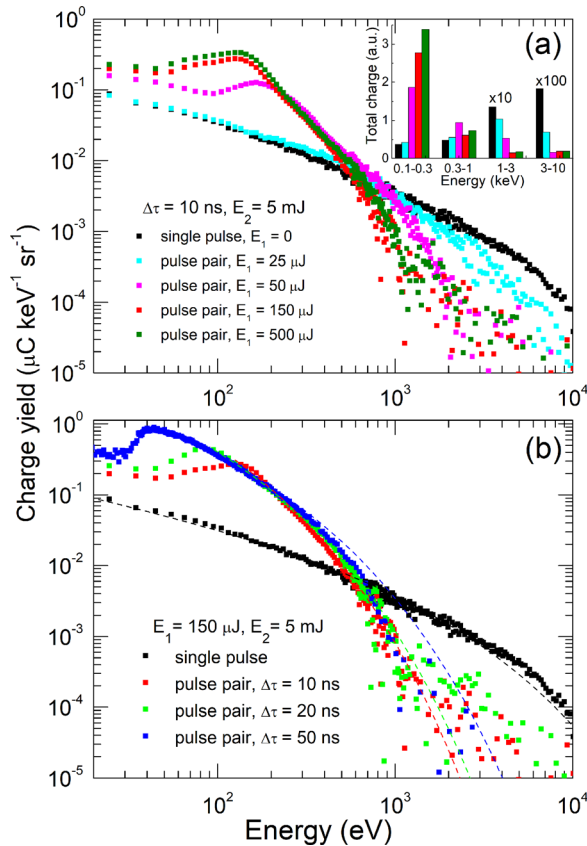 (a)
Total charge (a.u.)
3
2
1
0
x10
x100
0.1-0.3 0.3-1 1-3 3-10
Energy (keV)
10⁰
10⁻¹
10⁻²
10⁻³
10⁻⁴
10⁻⁵
Δτ = 10 ns, E₂ = 5 mJ
single pulse, E₁ = 0
pulse pair, E₁ = 25 μJ
pulse pair, E₁ = 50 μJ
pulse pair, E₁ = 150 μJ
pulse pair, E₁ = 500 μJ
10² 10³ 10⁴
Charge yield (μC keV⁻¹ sr⁻¹)
(b)
10⁰
10⁻¹
10⁻²
10⁻³
10⁻⁴
10⁻⁵
E₁ = 150 μJ, E₂ = 5 mJ
single pulse
pulse pair, Δτ = 10 ns
pulse pair, Δτ = 20 ns
pulse pair, Δτ = 50 ns
10² 10³ 10⁴
Energy (eV)